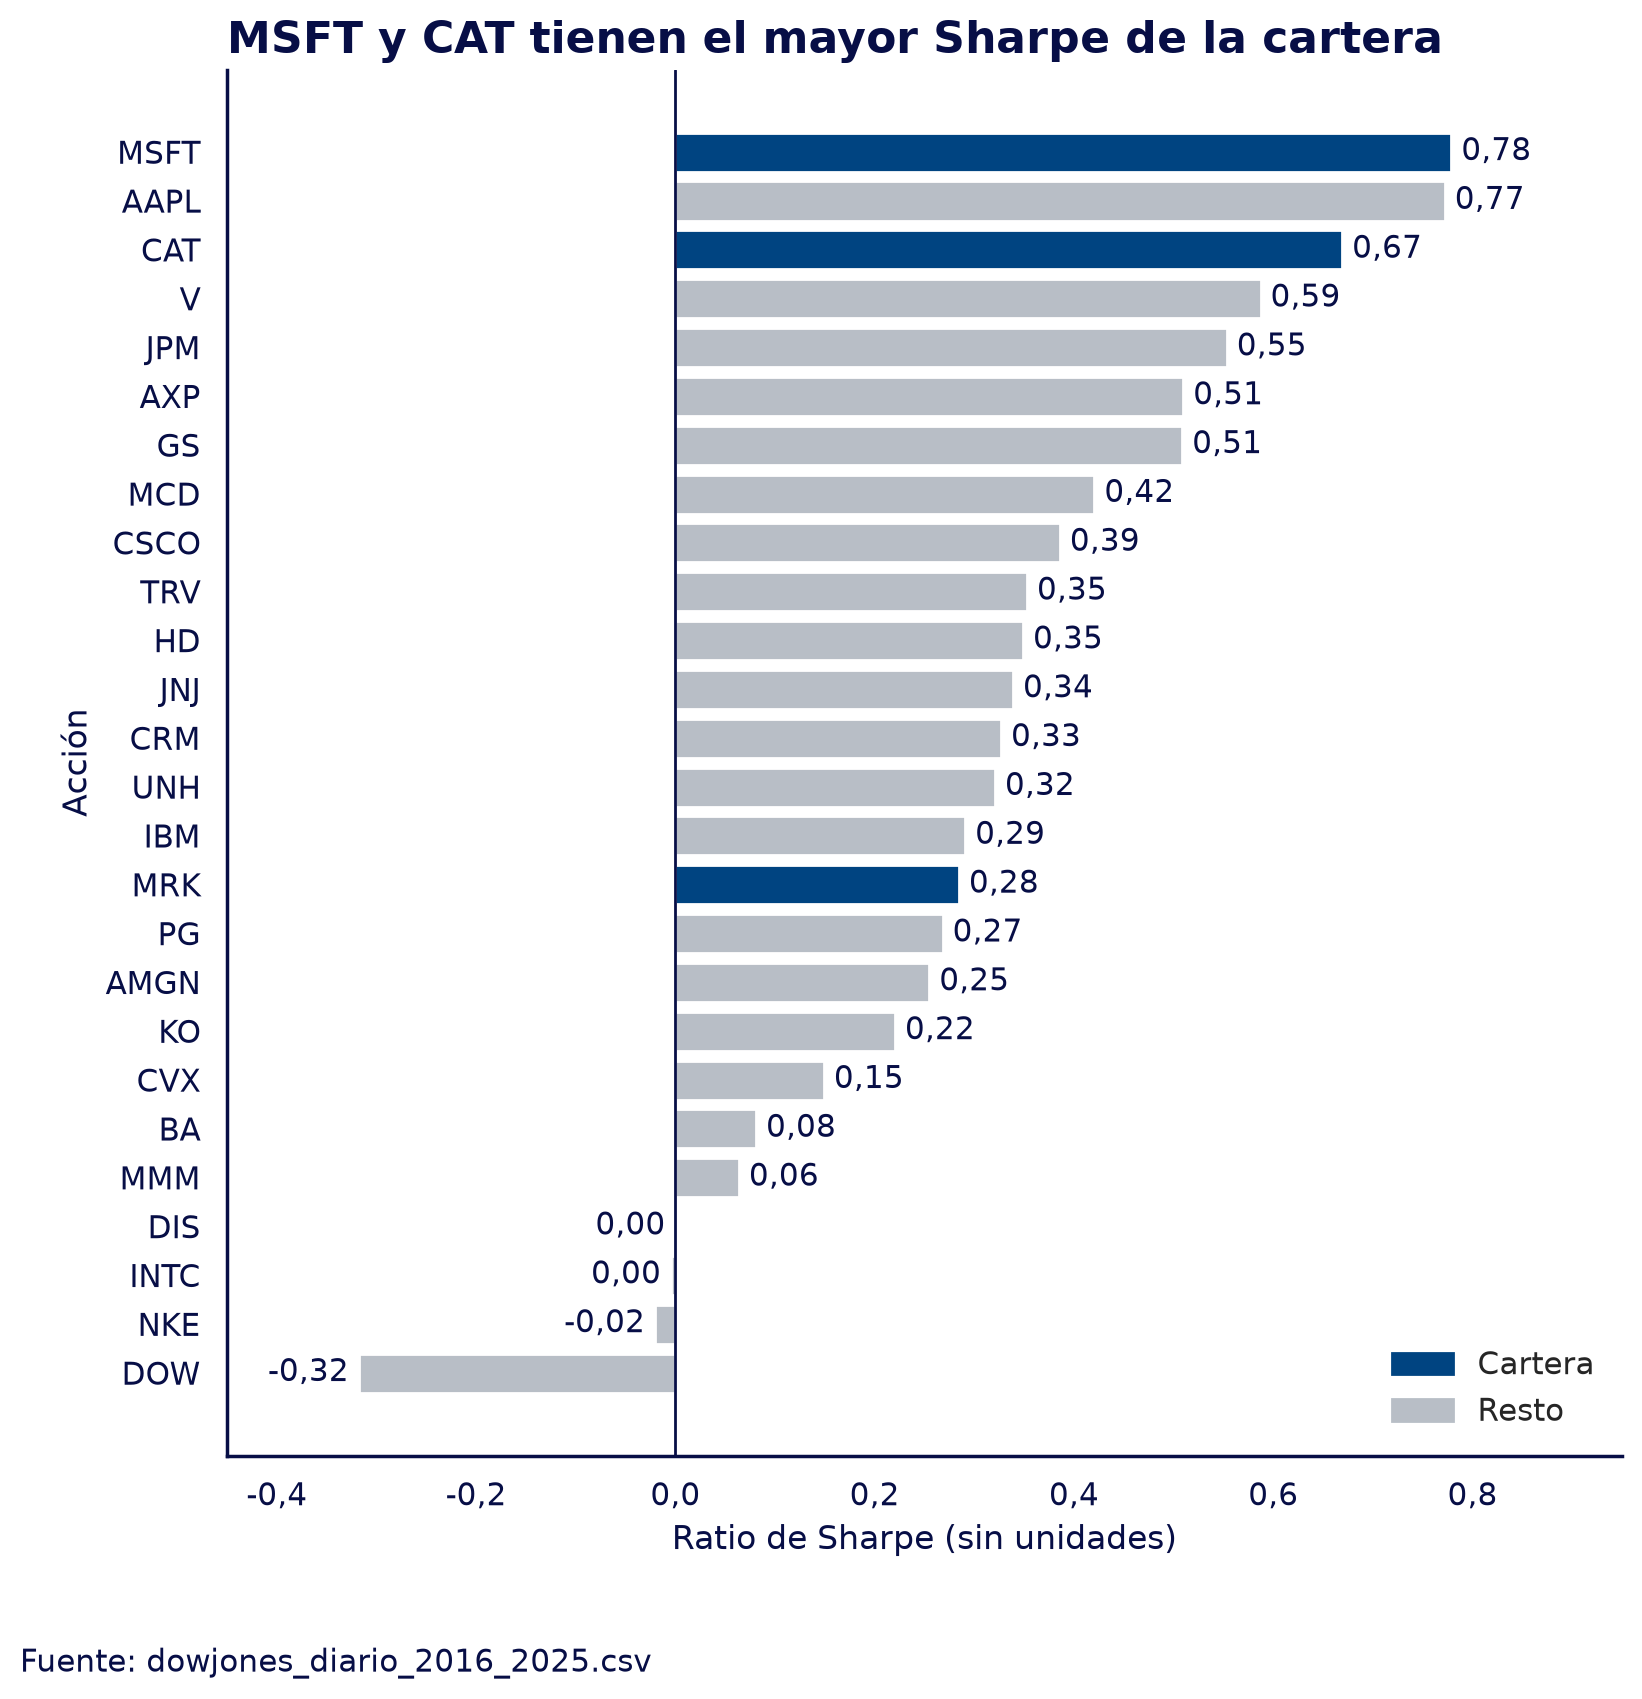 MSFT y CAT tienen el mayor Sharpe de la cartera
Acción
MSFT 0,78
AAPL 0,77
CAT 0,67
V 0,59
JPM 0,55
AXP 0,51
GS 0,51
MCD 0,42
CSCO 0,39
TRV 0,35
HD 0,35
JNJ 0,34
CRM 0,33
UNH 0,32
IBM 0,29
MRK 0,28
PG 0,27
AMGN 0,25
KO 0,22
CVX 0,15
BA 0,08
MMM 0,06
DIS 0,00
INTC 0,00
NKE -0,02
DOW -0,32
Cartera
Resto
-0,4 -0,2 0,0 0,2 0,4 0,6 0,8
Ratio de Sharpe (sin unidades)
Fuente: dowjones_diario_2016_2025.csv